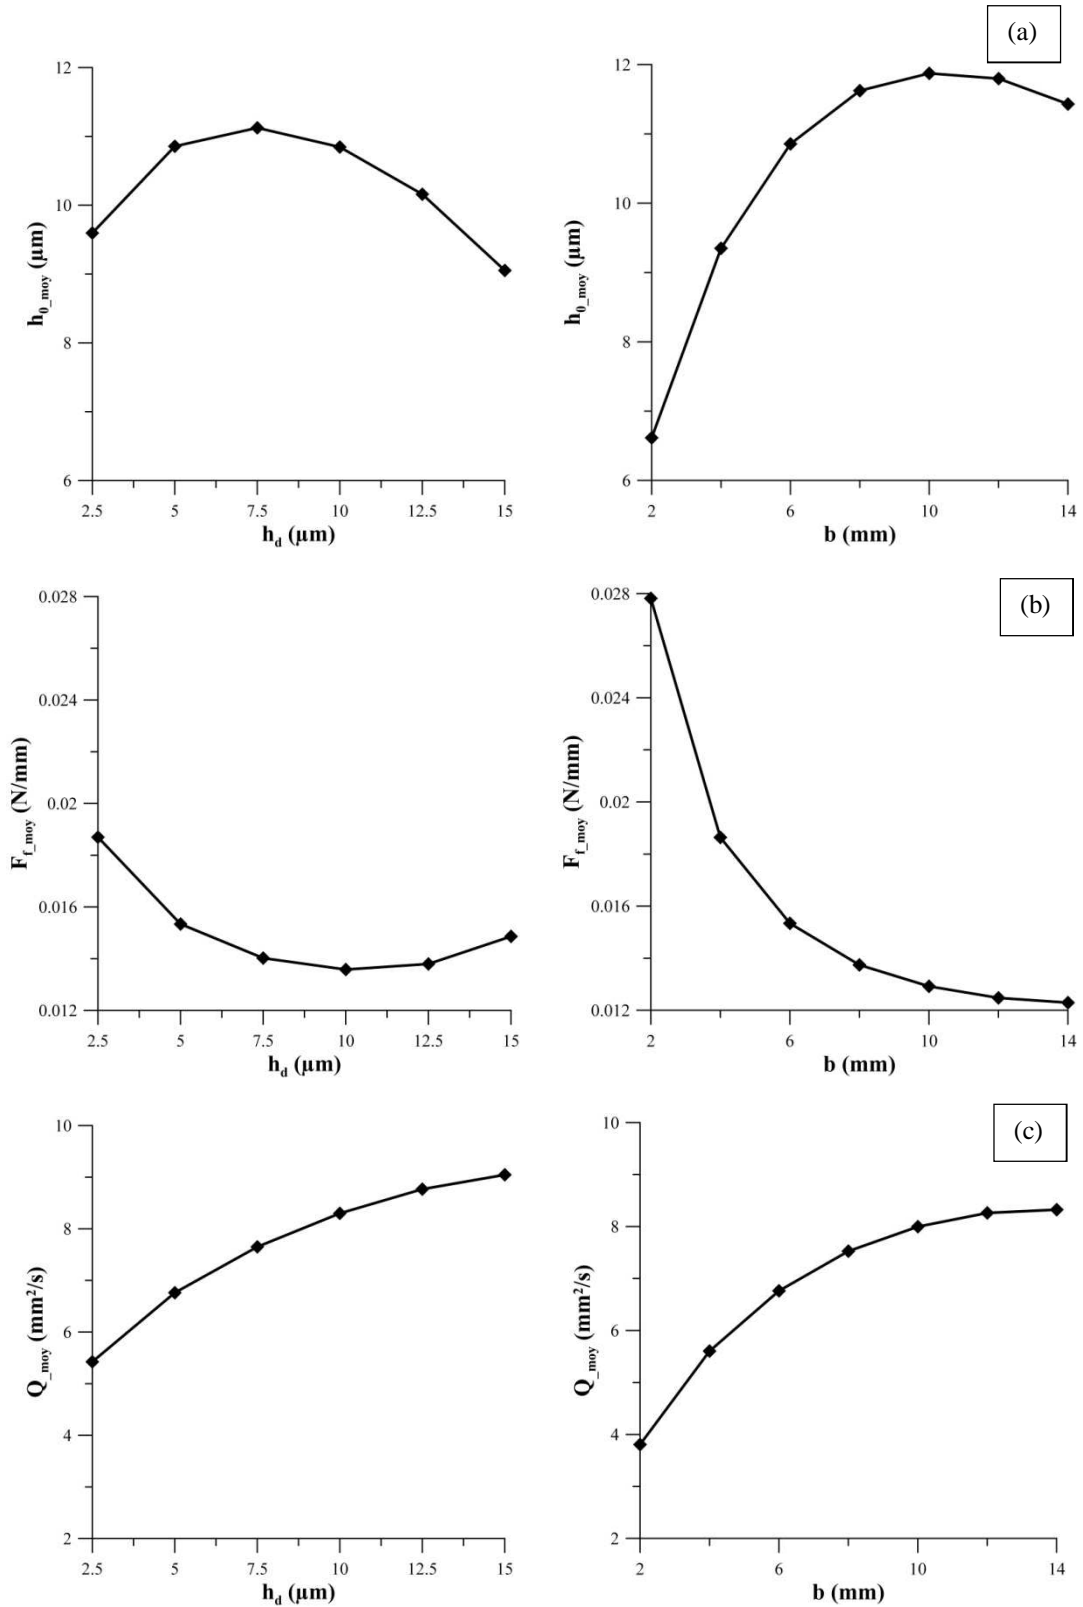 (a)
12
10
8
6
h0_moy (µm)
2.5 5 7.5 10 12.5 15
hd (µm)
12
10
8
6
h0_moy (µm)
2 6 10 14
b (mm)
(b)
0.028
0.024
0.02
0.016
0.012
Ff_moy (N/mm)
2.5 5 7.5 10 12.5 15
hd (µm)
0.028
0.024
0.02
0.016
0.012
Ff_moy (N/mm)
2 6 10 14
b (mm)
(c)
10
8
6
4
2
Q_moy (mm²/s)
2.5 5 7.5 10 12.5 15
hd (µm)
10
8
6
4
2
Q_moy (mm²/s)
2 6 10 14
b (mm)